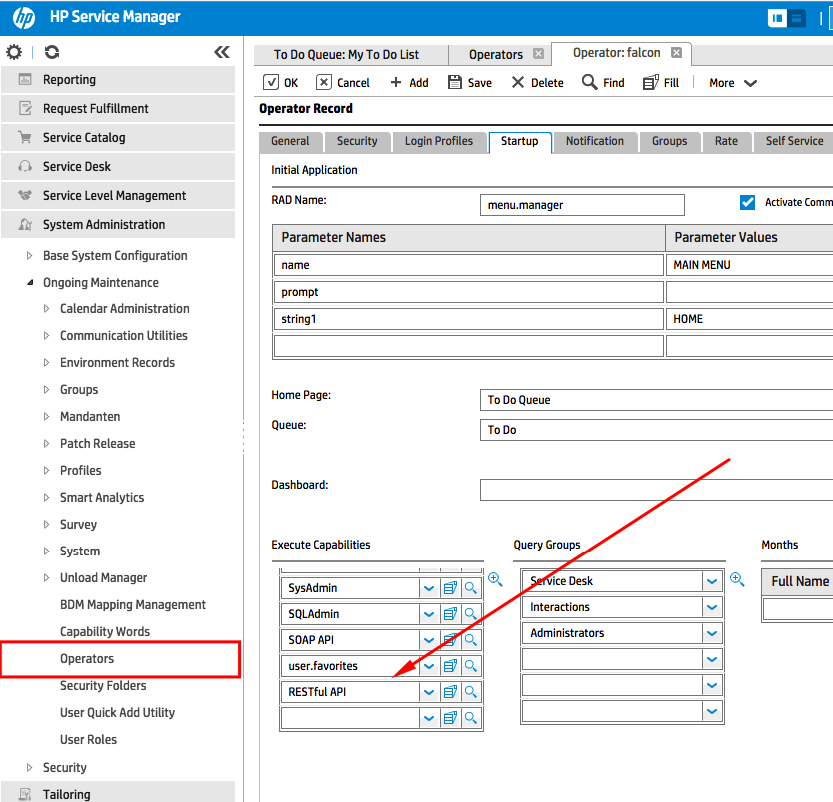 hp HP Service Manager
To Do Queue: My To Do List
Operators
Operator: falcon
OK
Cancel
Add
Save
Delete
Find
Fill
More
Operator Record
General
Security
Login Profiles
Startup
Notification
Groups
Rate
Self Service
Reporting
Request Fulfillment
Service Catalog
Service Desk
Service Level Management
System Administration
Base System Configuration
Ongoing Maintenance
Calendar Administration
Communication Utilities
Environment Records
Groups
Mandanten
Patch Release
Profiles
Smart Analytics
Survey
System
Unload Manager
BDM Mapping Management
Capability Words
Operators
Security Folders
User Quick Add Utility
User Roles
Security
Tailoring
Initial Application
RAD Name:
menu.manager
Activate Comm
Parameter Names
Parameter Values
name
MAIN MENU
prompt
string1
HOME
Home Page:
To Do Queue
Queue:
To Do
Dashboard:
Execute Capabilities
SysAdmin
SQLAdmin
SOAP API
user.favorites
RESTful API
Query Groups
Service Desk
Interactions
Administrators
Months
Full Name